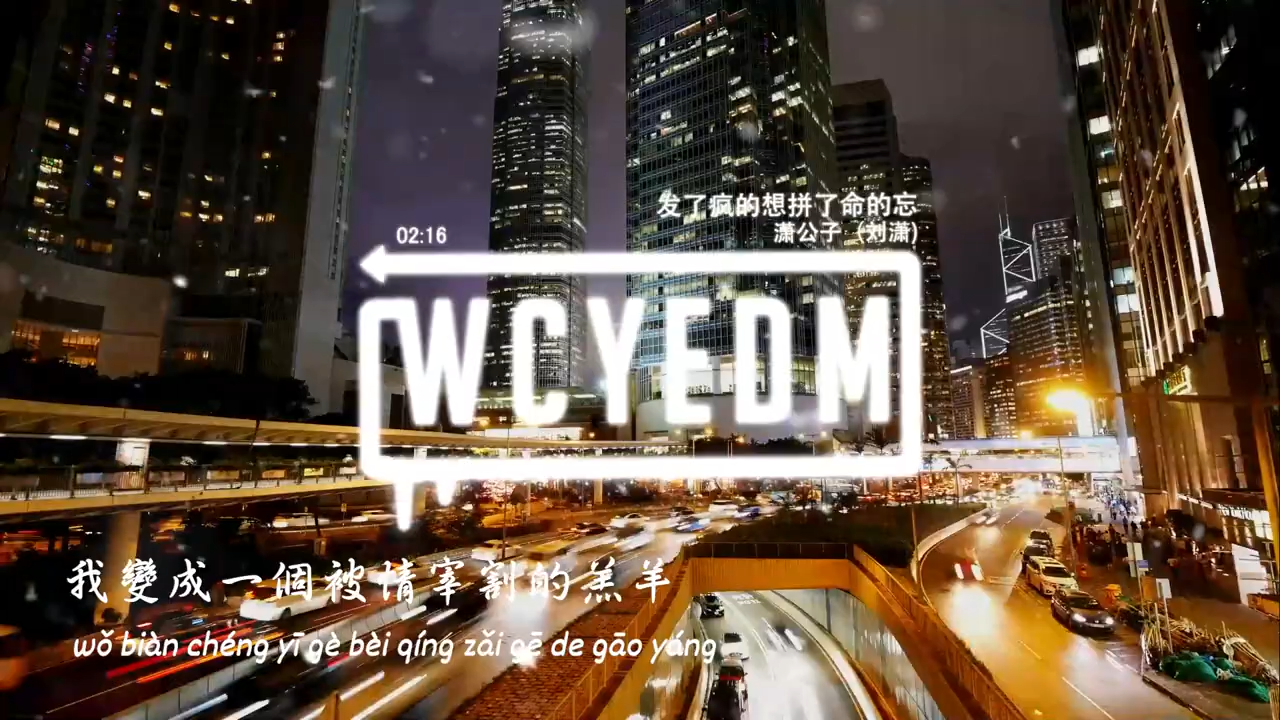 发了疯的想拼了命的忘
潇公子 (刘潇)
02:16
WCYEDM
我變成一個被情宰割的羔羊
wǒ biàn chéng yī gè bèi qíng zǎi gē de gāo yáng